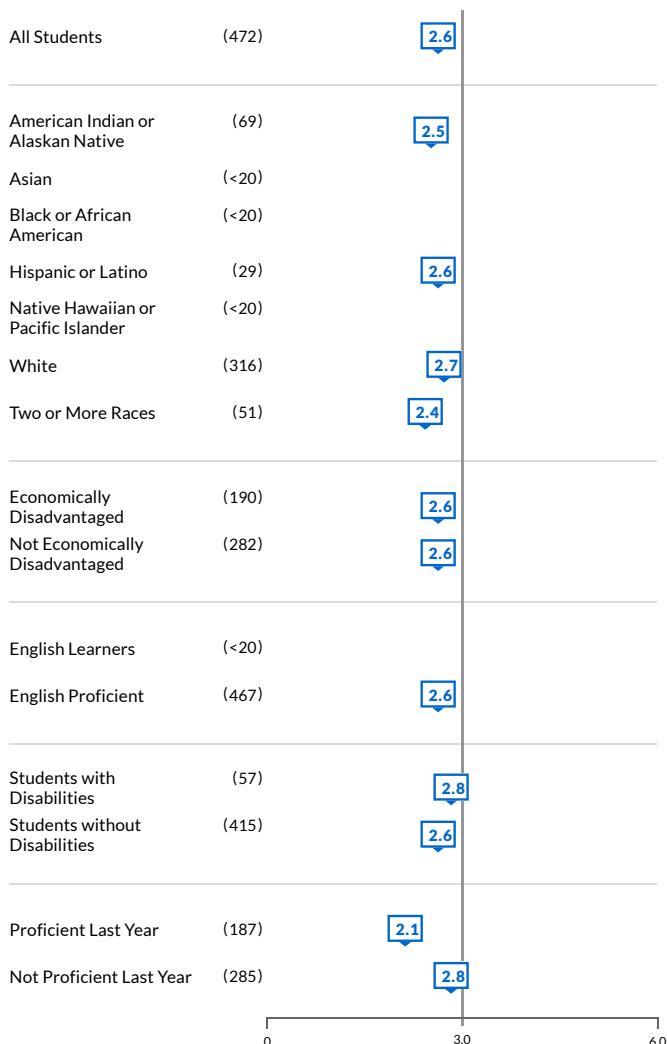 All Students (472) 2.6
American Indian or
Alaskan Native (69) 2.5
Asian (<20)
Black or African
American (<20)
Hispanic or Latino (29) 2.6
Native Hawaiian or
Pacific Islander (<20)
White (316) 2.7
Two or More Races (51) 2.4
Economically
Disadvantaged (190) 2.6
Not Economically
Disadvantaged (282) 2.6
English Learners (<20)
English Proficient (467) 2.6
Students with
Disabilities (57) 2.8
Students without
Disabilities (415) 2.6
Proficient Last Year (187) 2.1
Not Proficient Last Year (285) 2.8
0 3.0 6.0